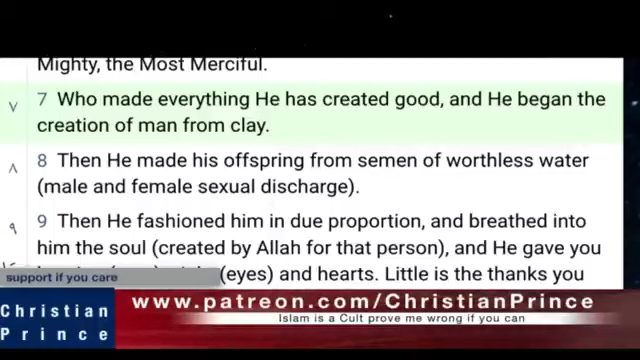 Mighty, the Most Merciful.
٧ 7 Who made everything He has created good, and He began the
creation of man from clay.
٨ 8 Then He made his offspring from semen of worthless water
(male and female sexual discharge).
٩ 9 Then He fashioned him in due proportion, and breathed into
him the soul (created by Allah for that person), and He gave you
(eyes) and hearts. Little is the thanks you
support if you care
Christian
Prince
www.patreon.com/ChristianPrince
Islam is a Cult prove me wrong if you can